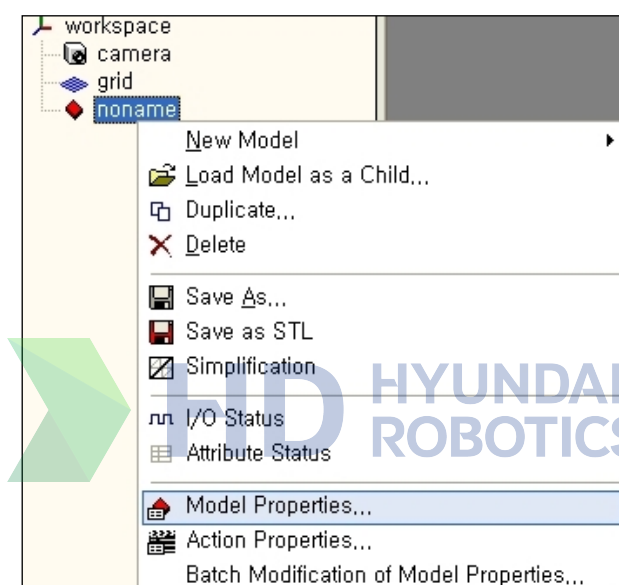 workspace
camera
grid
noname
New Model
Load Model as a Child...
Duplicate...
Delete
Save As...
Save as STL
Simplification
I/O Status
Attribute Status
Model Properties...
Action Properties...
Batch Modification of Model Properties...
HD HYUNDAI
ROBOTICS